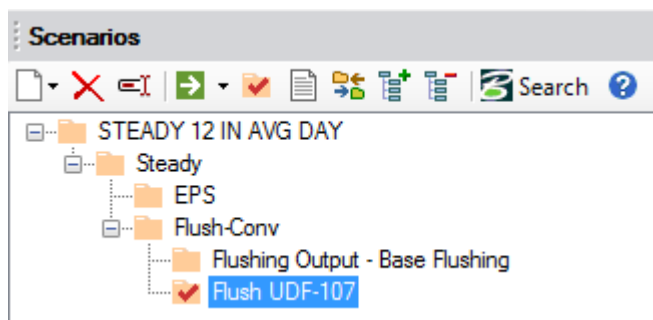 Scenarios
Search
STEADY 12 IN AVG DAY
Steady
EPS
Flush-Conv
Flushing Output - Base Flushing
Flush UDF-107